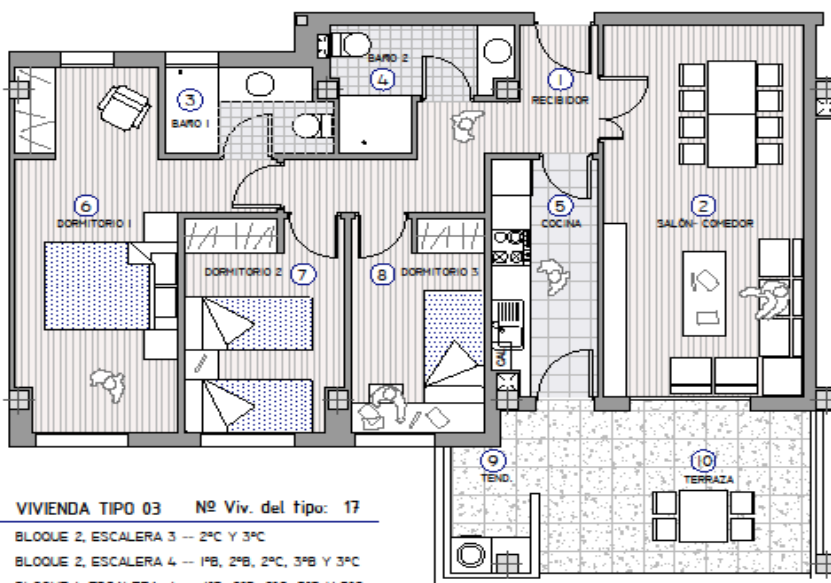 BAÑO 2
4
1
RECIBIDOR
3
BAÑO 1
6
DORMITORIO 1
5
COCINA
2
SALÓN- COMEDOR
DORMITORIO 2 7
8 DORMITORIO 3
9
TEND.
10
TERRAZA
VIVIENDA TIPO 03 Nº Viv. del tipo: 17
BLOQUE 2, ESCALERA 3 -- 2ºC Y 3ºC
BLOQUE 2, ESCALERA 4 -- 1ºB, 2ºB, 2ºC, 3ºB Y 3ºC